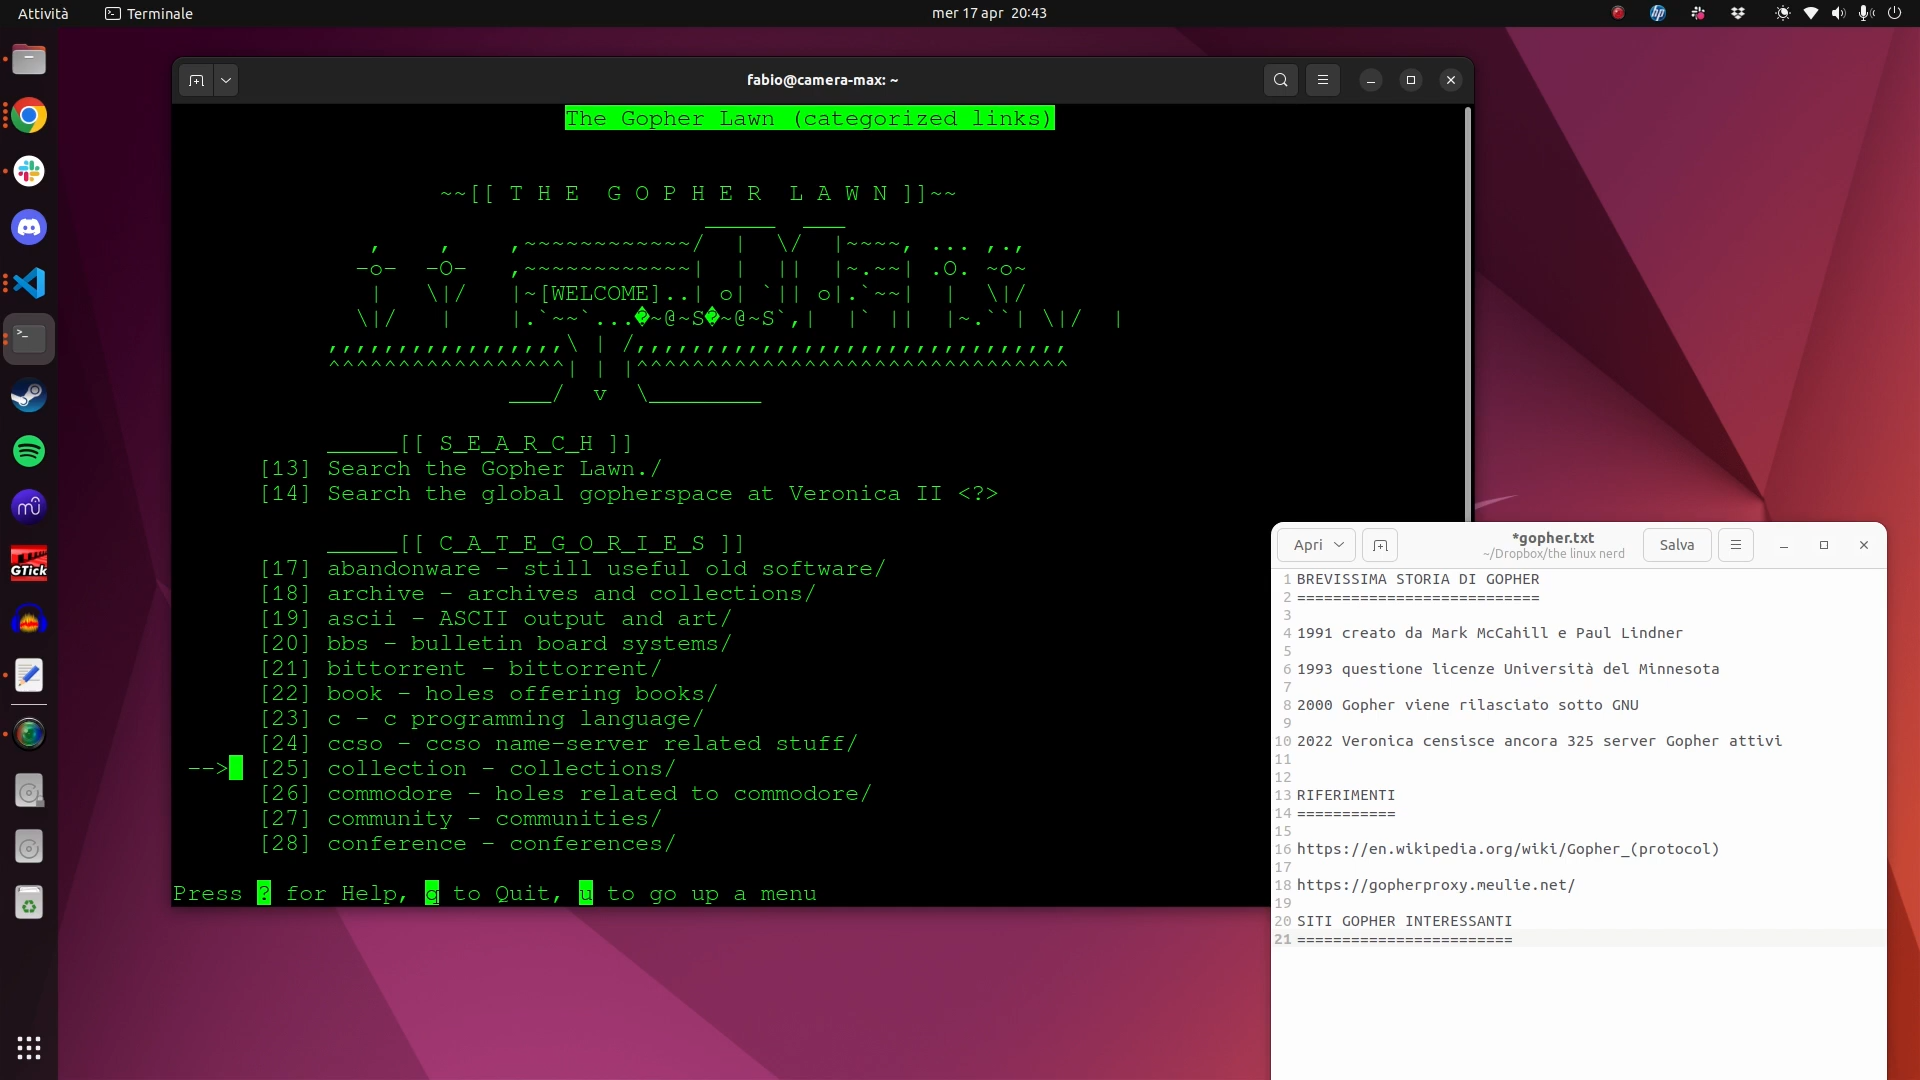 Attività
Terminale
mer 17 apr 20:43
fabio@camera-max: ~
The Gopher Lawn (categorized links)
~~[[ T H E  G O P H E R  L A W N ]]~~
______  ___
,    ,    ,~~~~~~~~~~~~/  |  \/  |~~~~, ... ,.,
-o-  -O-  ,~~~~~~~~~~~~|  |  ||  |~.~~| .O. ~o~
|   \|/   |~[WELCOME]..| o| `|| o|.`~~|  |  \|/
\|/   |    |.`~~`...�~@~S�~@~S`,|  |` ||  |~.``| \|/  |
,,,,,,,,,,,,,,,,,\ | /,,,,,,,,,,,,,,,,,,,,,,,,,,,,,,,
^^^^^^^^^^^^^^^^^| | |^^^^^^^^^^^^^^^^^^^^^^^^^^^^^^^
____/  v  \________
_____[[ S_E_A_R_C_H ]]
[13] Search the Gopher Lawn./
[14] Search the global gopherspace at Veronica II <?>
_____[[ C_A_T_E_G_O_R_I_E_S ]]
[17] abandonware - still useful old software/
[18] archive - archives and collections/
[19] ascii - ASCII output and art/
[20] bbs - bulletin board systems/
[21] bittorrent - bittorrent/
[22] book - holes offering books/
[23] c - c programming language/
[24] ccso - ccso name-server related stuff/
--> [25] collection - collections/
[26] commodore - holes related to commodore/
[27] community - communities/
[28] conference - conferences/
Press ? for Help, q to Quit, u to go up a menu
Apri
*gopher.txt
~/Dropbox/the linux nerd
Salva
1 BREVISSIMA STORIA DI GOPHER
2 ===========================
3
4 1991 creato da Mark McCahill e Paul Lindner
5
6 1993 questione licenze Università del Minnesota
7
8 2000 Gopher viene rilasciato sotto GNU
9
10 2022 Veronica censisce ancora 325 server Gopher attivi
11
12
13 RIFERIMENTI
14 ===========
15
16 https://en.wikipedia.org/wiki/Gopher_(protocol)
17
18 https://gopherproxy.meulie.net/
19
20 SITI GOPHER INTERESSANTI
21 ========================
GTick
hp